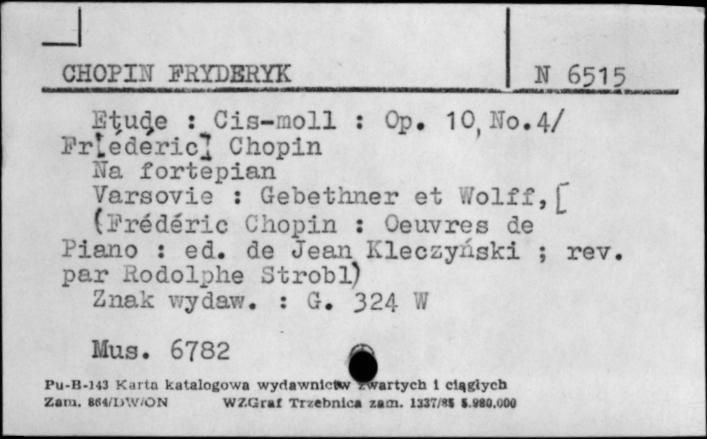 CHOPIN FRYDERYK N 6515
Etude : Cis-moll : Op. 10, No.4/
Fr[édéric] Chopin
Na fortepian
Varsovie : Gebethner et Wolff, [
(Frédéric Chopin : Oeuvres de
Piano : ed. de Jean Kleczyński ; rev.
par Rodolphe Strobl)
Znak wydaw. : G. 324 W
Mus. 6782
Pu-B-143 Karta katalogowa wydawnictw zwartych i ciągłych
Zam. 864/DW/ON WZGraf Trzebnica zam. 1337/85 5.980.000